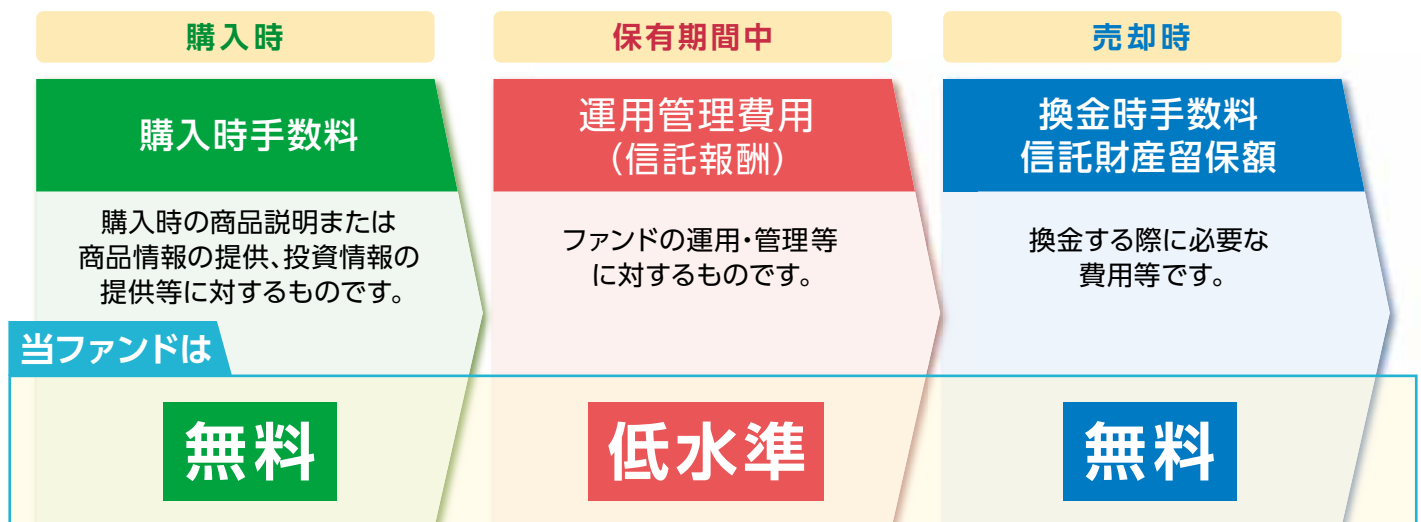 購入時
保有期間中
売却時
購入時手数料
運用管理費用
(信託報酬)
換金時手数料
信託財産留保額
購入時の商品説明または
商品情報の提供、投資情報の
提供等に対するものです。
ファンドの運用・管理等
に対するものです。
換金する際に必要な
費用等です。
当ファンドは
無料
低水準
無料